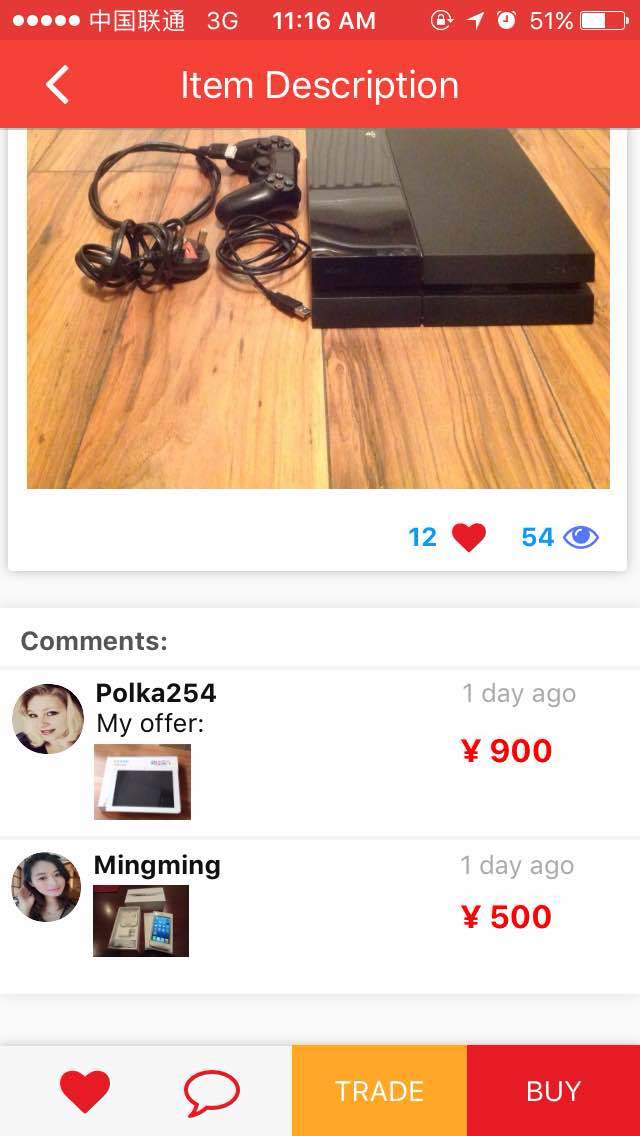 中国联通 3G 11:16 AM 51%
Item Description
12 54
Comments:
Polka254 1 day ago
My offer:
¥ 900
Mingming 1 day ago
¥ 500
TRADE BUY